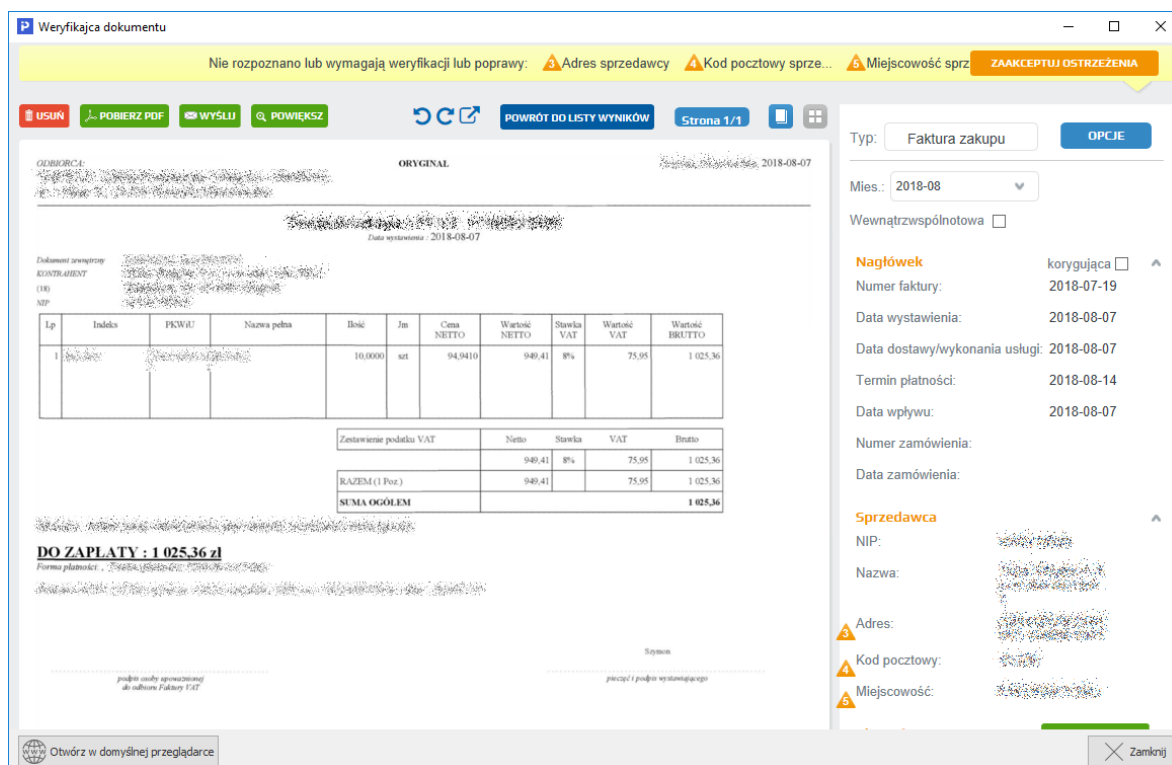 Weryfikajca dokumentu
Nie rozpoznano lub wymagają weryfikacji lub poprawy: 3 Adres sprzedawcy 4 Kod pocztowy sprze... 5 Miejscowość sprz ZAAKCEPTUJ OSTRZEŻENIA
USUŃ POBIERZ PDF WYŚLIJ POWIĘKSZ POWRÓT DO LISTY WYNIKÓW Strona 1/1
ODBIORCA: ORYGINAŁ 2018-08-07
Data wystawienia : 2018-08-07
Dokument zewnętrzny
KONTRAHENT
(18)
NIP
Lp Indeks PKWiU Nazwa pełna Ilość Jm Cena NETTO Wartość NETTO Stawka VAT Wartość VAT Wartość BRUTTO
1 10,0000 szt 94,9410 949,41 8% 75,95 1 025,36
Zestawienie podatku VAT Netto Stawka VAT Brutto
949,41 8% 75,95 1 025,36
RAZEM (1 Poz.) 949,41 75,95 1 025,36
SUMA OGÓŁEM 1 025,36
DO ZAPŁATY : 1 025,36 zł
Forma płatności: ,
Szymon
podpis osoby upoważnionej
do odbioru Faktury VAT
pieczęć i podpis wystawiającego
Typ: Faktura zakupu OPCJE
Mies.: 2018-08
Wewnątrzwspólnotowa
Nagłówek korygująca
Numer faktury: 2018-07-19
Data wystawienia: 2018-08-07
Data dostawy/wykonania usługi: 2018-08-07
Termin płatności: 2018-08-14
Data wpływu: 2018-08-07
Numer zamówienia:
Data zamówienia:
Sprzedawca
NIP:
Nazwa:
3 Adres:
4 Kod pocztowy:
5 Miejscowość:
Otwórz w domyślnej przeglądarce Zamknij